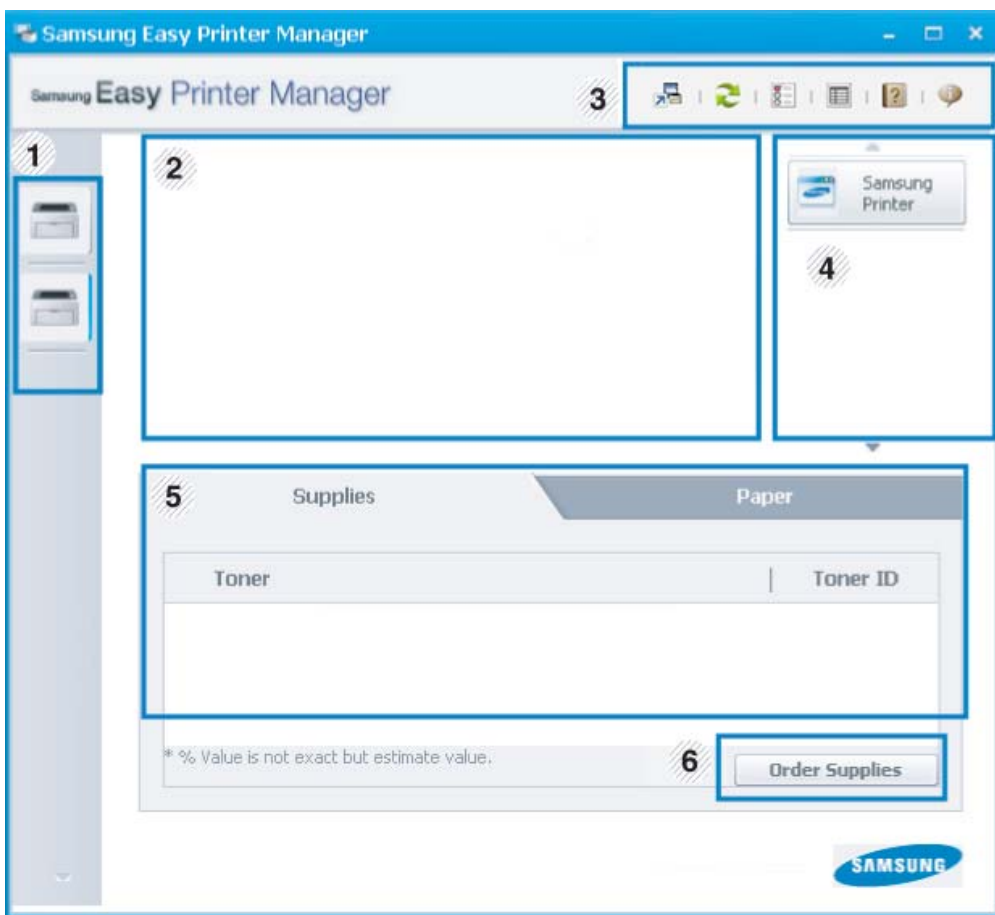 Samsung Easy Printer Manager
Samsung Easy Printer Manager
3
1
2
Samsung
Printer
4
5
Supplies
Paper
Toner
Toner ID
* % Value is not exact but estimate value.
6
Order Supplies
SAMSUNG